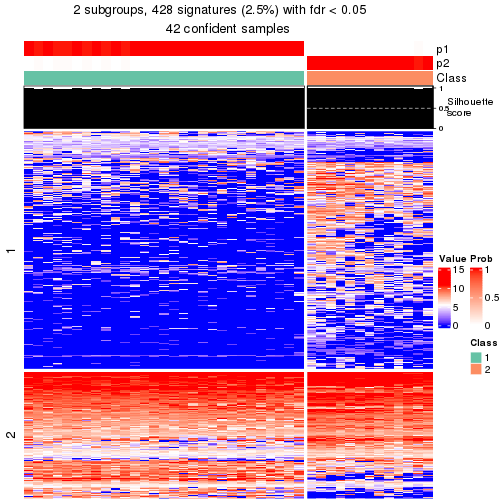 2 subgroups, 428 signatures (2.5%) with fdr < 0.05
42 confident samples
p1
p2
Class
1
0.5
0
Silhouette
score
1
2
Value
15
10
5
0
Prob
1
0.5
0
Class
1
2